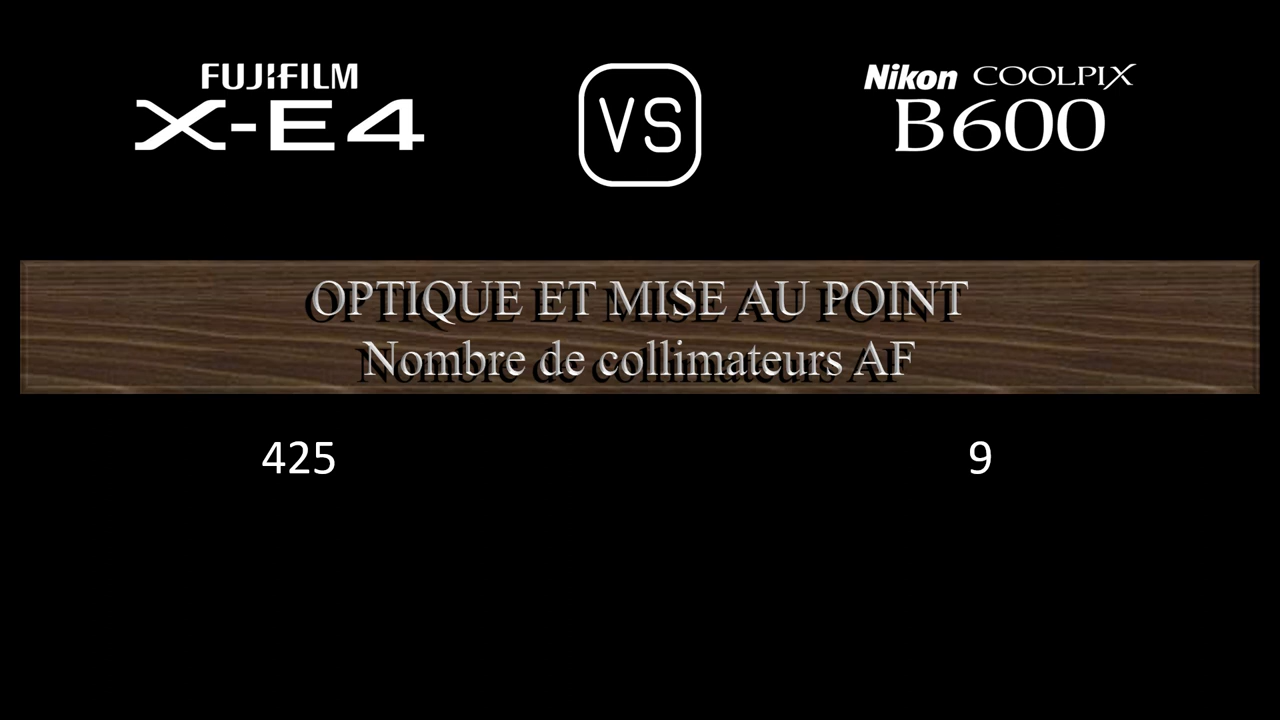 FUJIFILM
X-E4
VS
Nikon COOLPIX
B600
OPTIQUE ET MISE AU POINT
Nombre de collimateurs AF
425
9